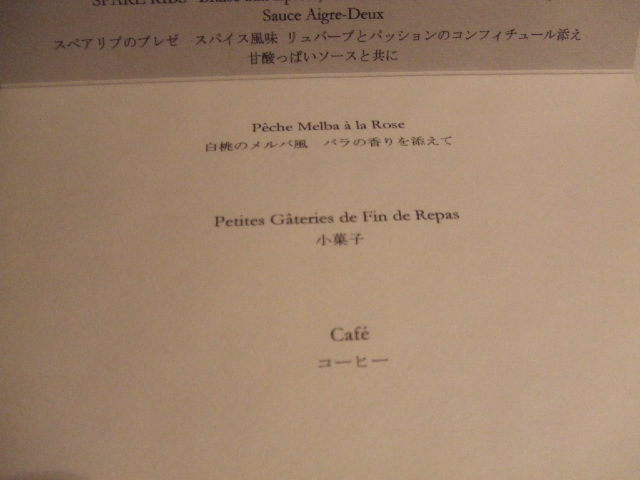 SPARE RIBS
Sauce Aigre-Deux
スペアリブのブレゼ　スパイス風味 リュバーブとパッションのコンフィチュール添え
甘酸っぱいソースと共に
Pêche Melba à la Rose
白桃のメルバ風　バラの香りを添えて
Petites Gâteries de Fin de Repas
小菓子
Café
コーヒー